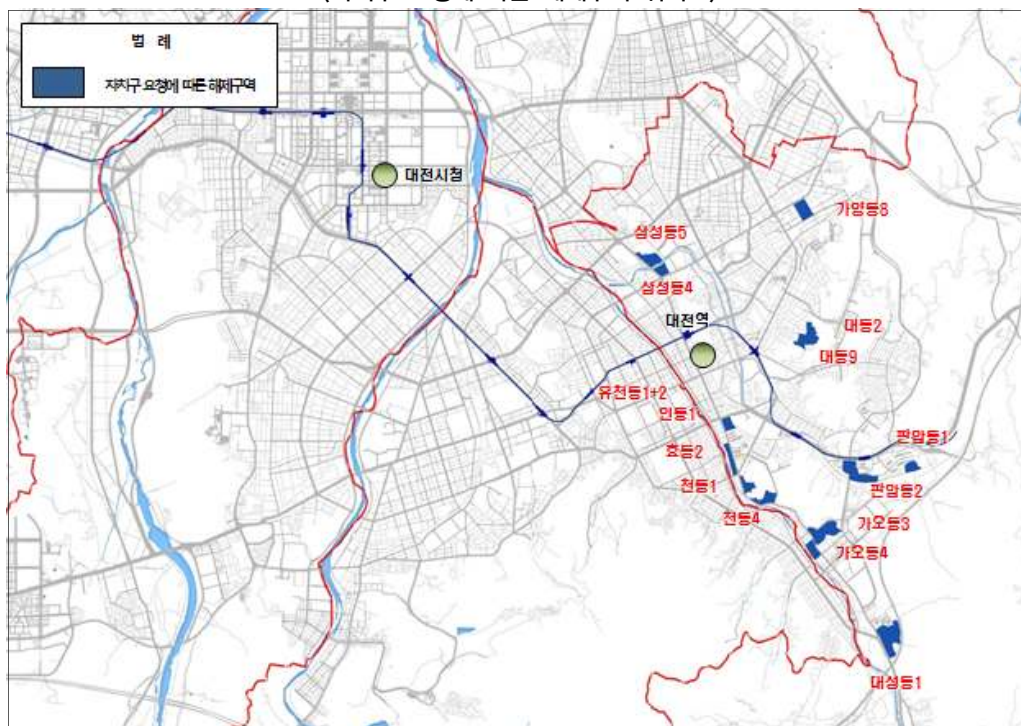 범 례
자치구 요청에 따른 해제구역
대전시청
가양동8
삼성동5
삼성동4
대전역
대동2
대동9
유천동1+2
인동1
효동2
판암동1
천동1
판암동2
천동4
가오동3
가오동4
대성동1